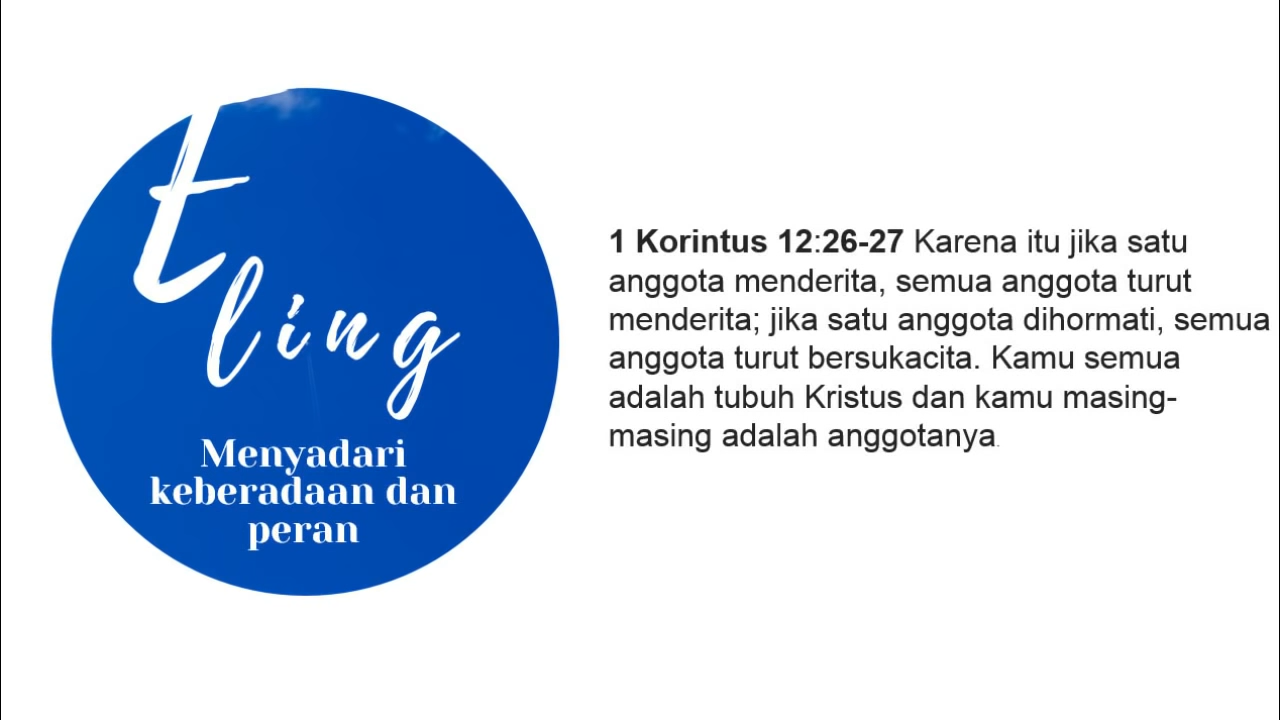 t
ling
Menyadari
keberadaan dan
peran
1 Korintus 12:26-27 Karena itu jika satu
anggota menderita, semua anggota turut
menderita; jika satu anggota dihormati, semua
anggota turut bersukacita. Kamu semua
adalah tubuh Kristus dan kamu masing-
masing adalah anggotanya.